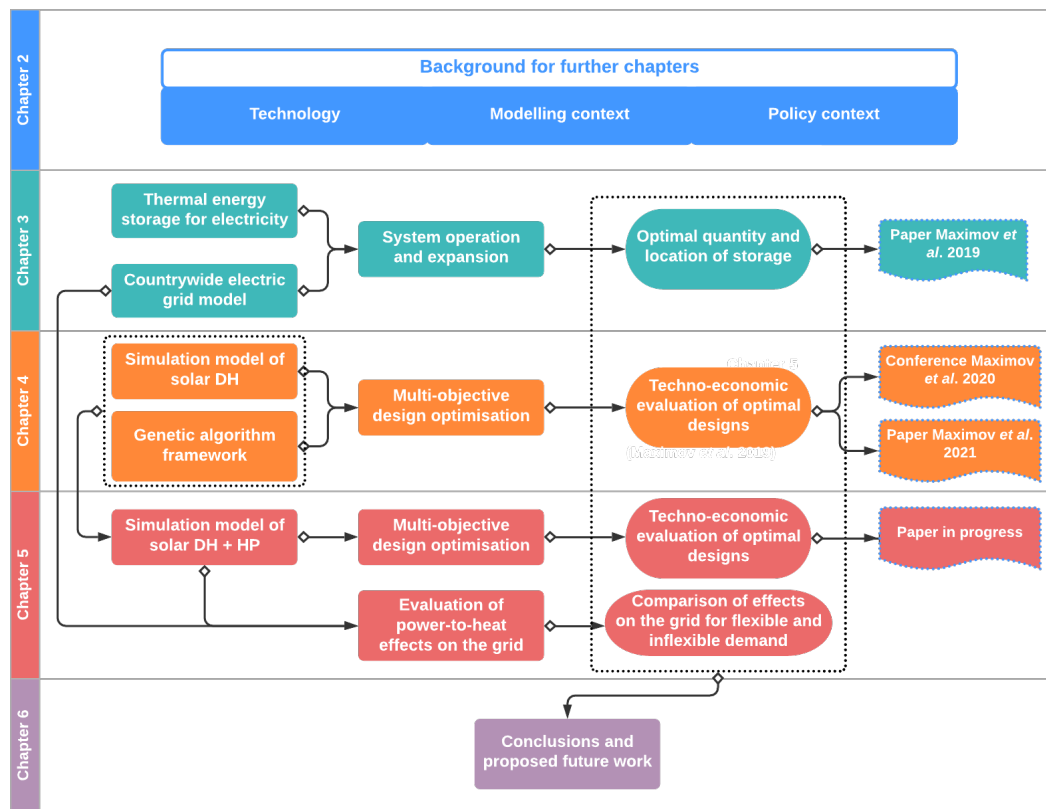 Chapter 2
Background for further chapters
Technology
Modelling context
Policy context
Chapter 3
Thermal energy
storage for electricity
Countrywide electric
grid model
System operation
and expansion
Optimal quantity and
location of storage
Paper Maximov et
al. 2019
Chapter 4
Simulation model of
solar DH
Genetic algorithm
framework
Multi-objective
design optimisation
Chapter 5
Techno-economic
evaluation of optimal
designs
(Maximov et al. 2019)
Conference Maximov
et al. 2020
Paper Maximov et al.
2021
Chapter 5
Simulation model of
solar DH + HP
Multi-objective
design optimisation
Techno-economic
evaluation of optimal
designs
Paper in progress
Evaluation of
power-to-heat
effects on the grid
Comparison of effects
on the grid for flexible and
inflexible demand
Chapter 6
Conclusions and
proposed future work